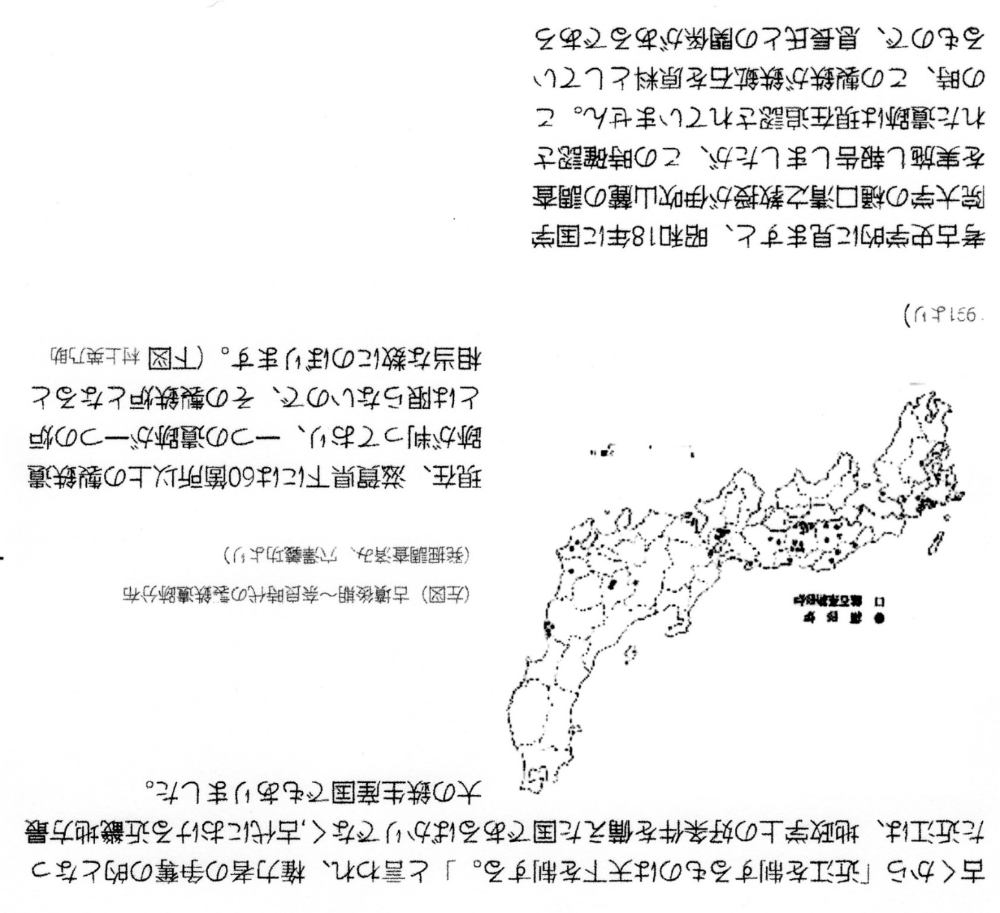 古くから「近江を制するものは天下を制する。」と言われ、権力者の争奪の的となっ
た近江は、地政学上の好条件を備えた国であるばかりでなく,古代における近畿地方最
大の鉄生産国でもありました。
(左図) 古墳後期～奈良時代の製鉄遺跡分布
(発掘調査済み、穴澤義功より)
現在、滋賀県下には60箇所以上の製鉄遺
跡が判っており、一つの遺跡が一つの炉
とは限らないので、その製鉄炉となると
相当な数にのぼります。(下図 村上英乃助
1991より)
考古史学的に見ますと、昭和18年に国学
院大学の樋口清之教授が伊吹山麓の調査
を実施し報告しましたが、この時確認さ
れた遺跡は現在追認されていません。こ
の時、この製鉄が鉄鉱石を原料としてい
るもので、息長氏との関係があるであろ